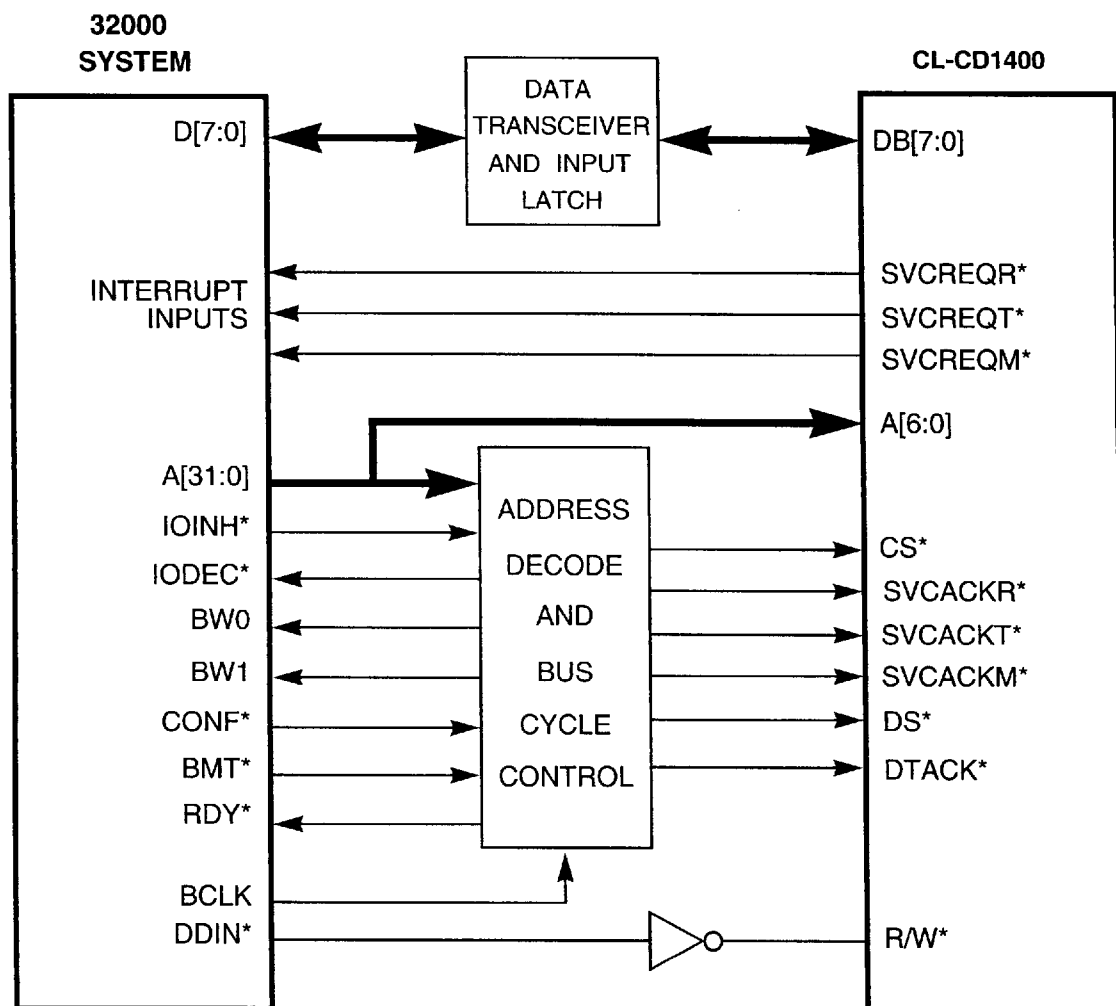 32000
SYSTEM
CL-CD1400
D[7:0]
DATA
TRANSCEIVER
AND INPUT
LATCH
DB[7:0]
INTERRUPT
INPUTS
SVCREQR*
SVCREQT*
SVCREQM*
A[6:0]
A[31:0]
IOINH*
IODEC*
BW0
BW1
CONF*
BMT*
RDY*
BCLK
DDIN*
ADDRESS
DECODE
AND
BUS
CYCLE
CONTROL
CS*
SVCACKR*
SVCACKT*
SVCACKM*
DS*
DTACK*
R/W*